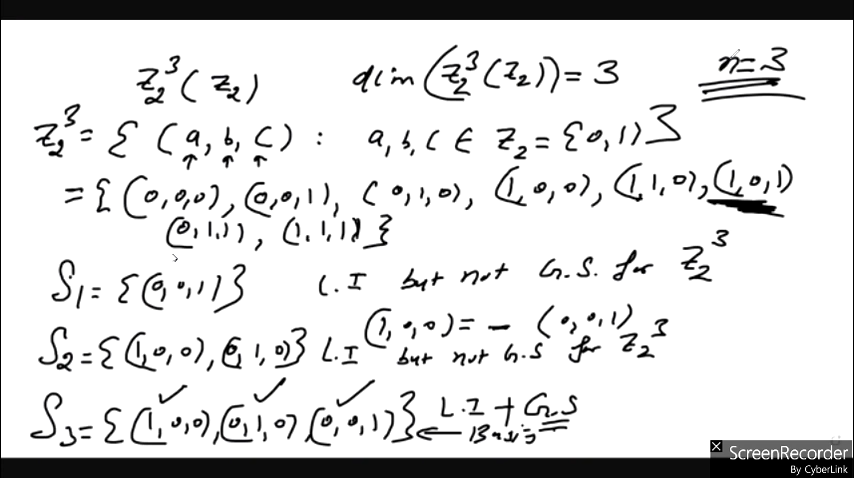 Z₂³(Z₂) dim(Z₂³(Z₂)) = 3 n=3
Z₂³ = { (a, b, c) : a, b, c ∈ Z₂ = {0, 1) }
= { (0,0,0), (0,0,1), (0,1,0), (1,0,0), (1,1,0), (1,0,1)
(0,1,1), (1,1,1) }
S₁ = {(0,0,1)} L.I but not G.S. for Z₂³
(1,0,0) = — (0,0,1)
S₂ = {(1,0,0), (0,1,0)} L.I but not G.S for Z₂³
S₃ = {(1,0,0), (0,1,0) (0,0,1)} L.I + G.S
← Basis
ScreenRecorder
By CyberLink